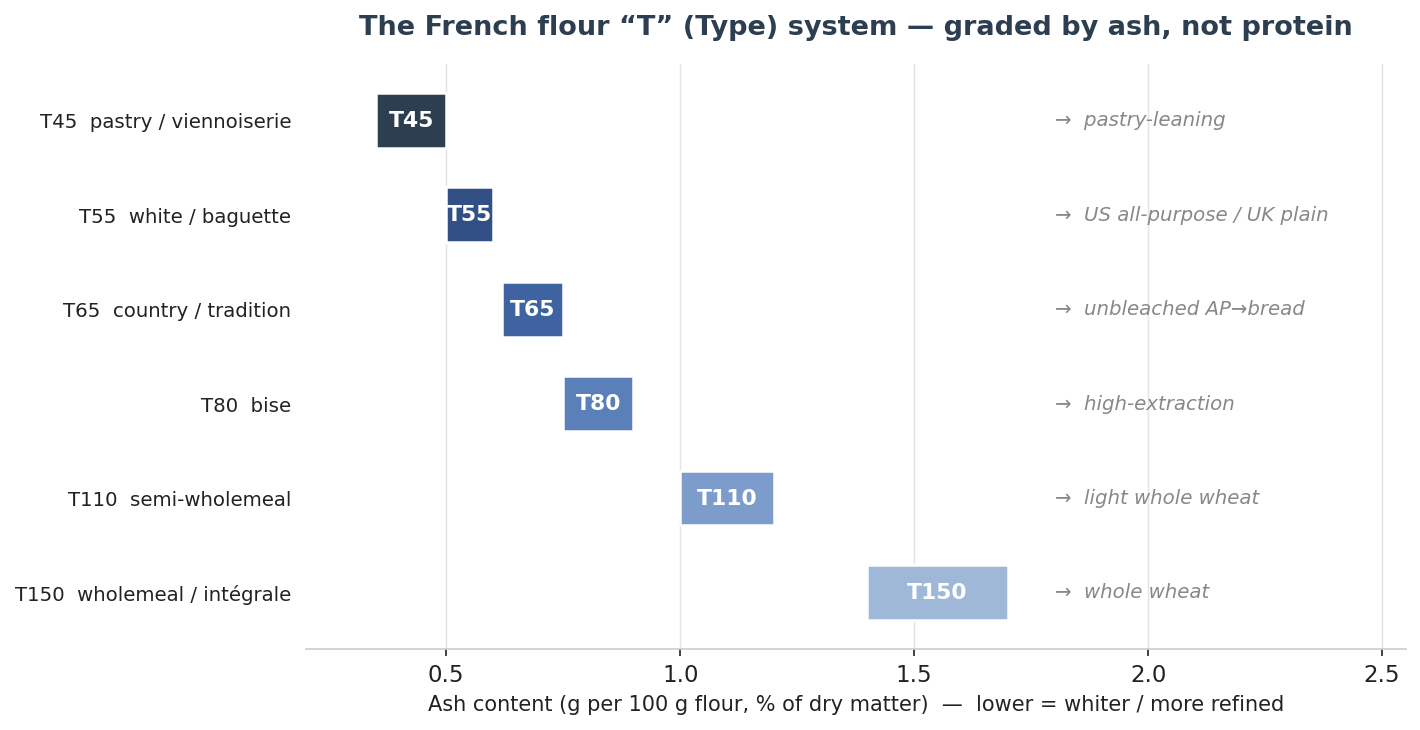 The French flour “T” (Type) system — graded by ash, not protein
T45 pastry / viennoiserie T45 → pastry-leaning
T55 white / baguette T55 → US all-purpose / UK plain
T65 country / tradition T65 → unbleached AP→bread
T80 bise T80 → high-extraction
T110 semi-wholemeal T110 → light whole wheat
T150 wholemeal / intégrale T150 → whole wheat
0.5 1.0 1.5 2.0 2.5
Ash content (g per 100 g flour, % of dry matter) — lower = whiter / more refined